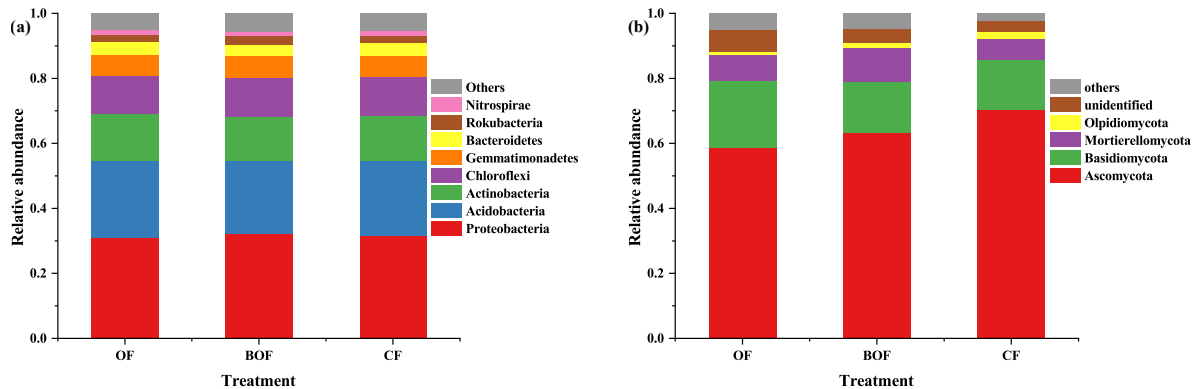 (a)
Relative abundance
1.0
0.8
0.6
0.4
0.2
0.0
OF
BOF
CF
Treatment
Others
Nitrospirae
Rokubacteria
Bacteroidetes
Gemmatimonadetes
Chloroflexi
Actinobacteria
Acidobacteria
Proteobacteria
(b)
Relative abundance
1.0
0.8
0.6
0.4
0.2
0.0
OF
BOF
CF
Treatment
others
unidentified
Olpidiomycota
Mortierellomycota
Basidiomycota
Ascomycota